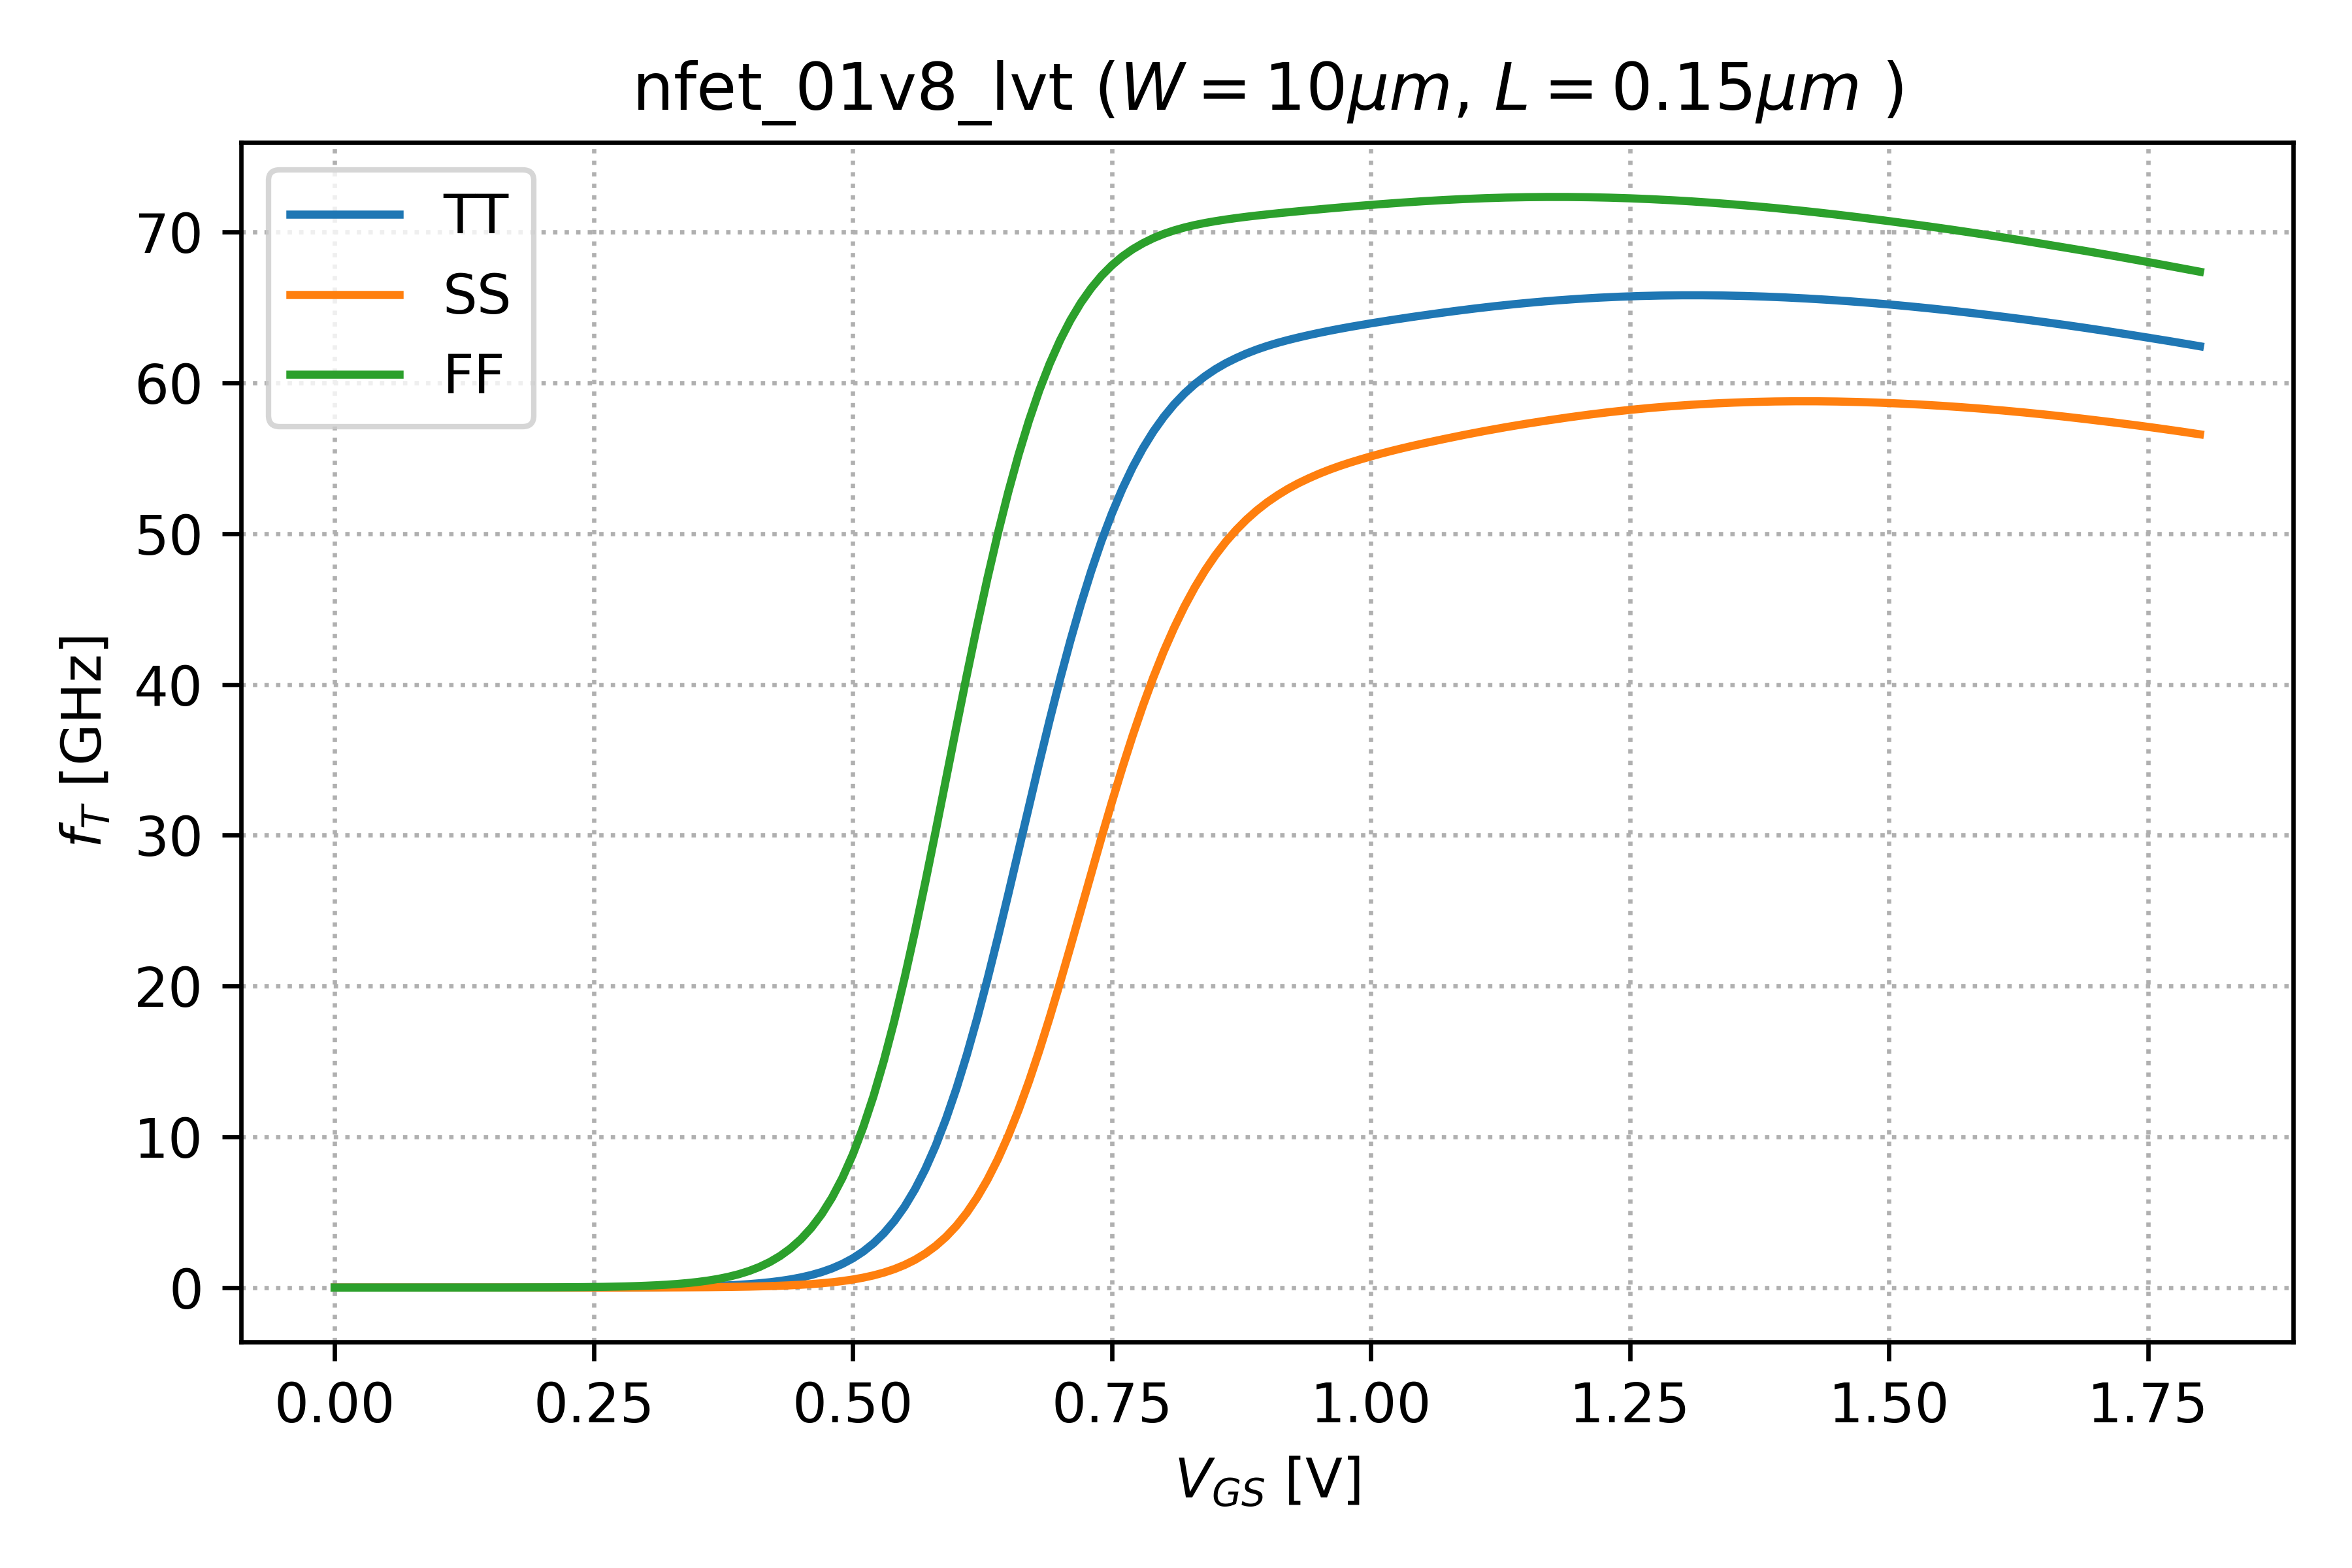 nfet_01v8_lvt (W = 10μm, L = 0.15μm )
TT
SS
FF
f_T [GHz]
70
60
50
40
30
20
10
0
0.00 0.25 0.50 0.75 1.00 1.25 1.50 1.75
V_GS [V]